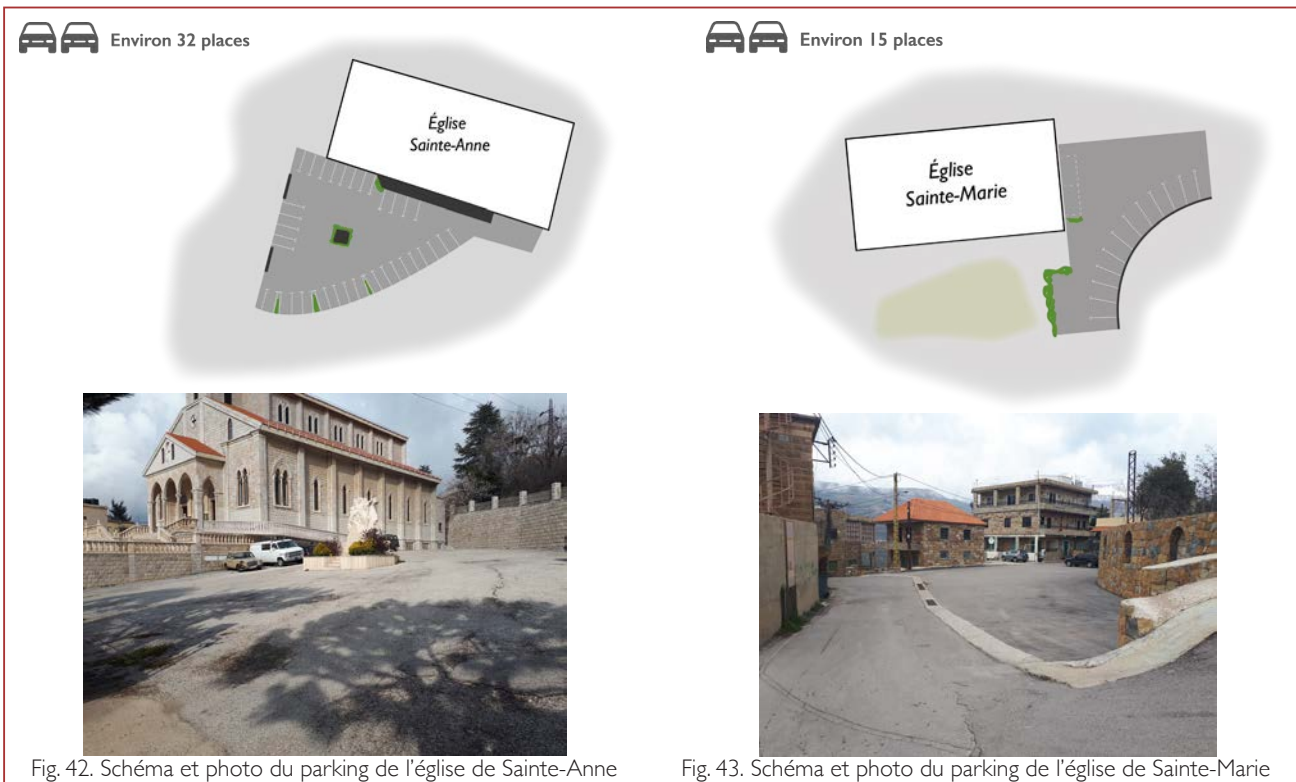 Environ 32 places
Église
Sainte-Anne
Fig. 42. Schéma et photo du parking de l'église de Sainte-Anne
Environ 15 places
Église
Sainte-Marie
Fig. 43. Schéma et photo du parking de l'église de Sainte-Marie